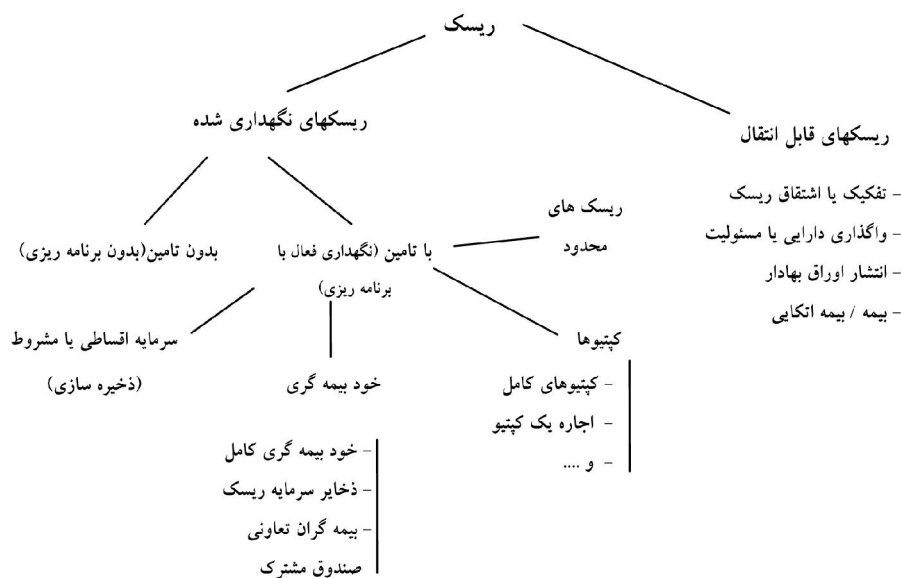 ریسک
ریسکهای قابل انتقال
- تفکیک یا اشتقاق ریسک
- واگذاری دارایی یا مسئولیت
- انتشار اوراق بهادار
- بیمه / بیمه اتکایی
ریسکهای نگهداری شده
ریسک های
محدود
با تامین (نگهداری فعال با
برنامه ریزی)
بدون تامین(بدون برنامه ریزی)
کپتیوها
- کپتیوهای کامل
- اجاره یک کپتیو
- و ....
خود بیمه گری
- خود بیمه گری کامل
- ذخایر سرمایه ریسک
- بیمه گران تعاونی
صندوق مشترک
سرمایه اقساطی یا مشروط
(ذخیره سازی)